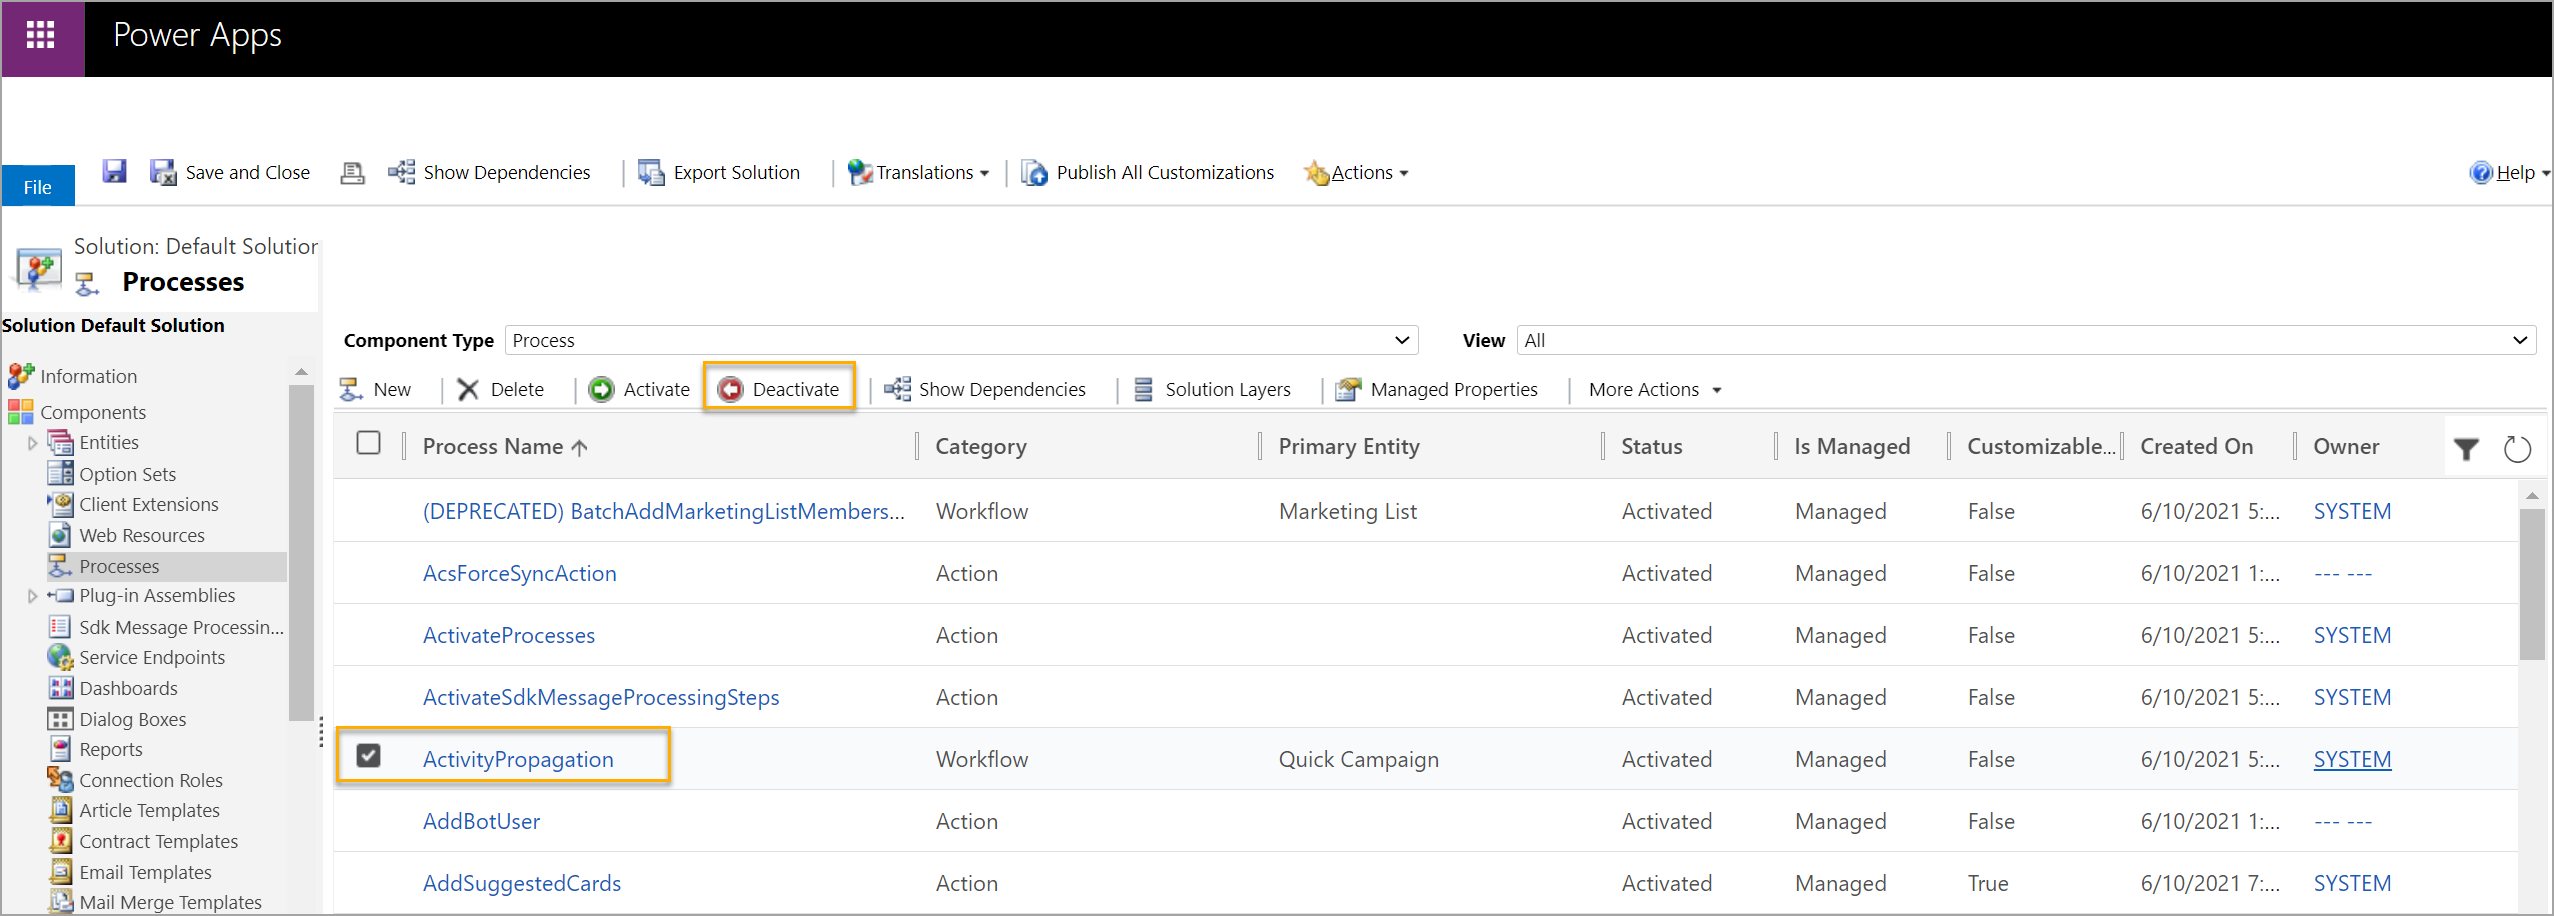 Power Apps
File
Save and Close
Show Dependencies
Export Solution
Translations
Publish All Customizations
Actions
Help
Solution: Default Solution
Processes
Solution Default Solution
Information
Components
Entities
Option Sets
Client Extensions
Web Resources
Processes
Plug-in Assemblies
Sdk Message Processin...
Service Endpoints
Dashboards
Dialog Boxes
Reports
Connection Roles
Article Templates
Contract Templates
Email Templates
Mail Merge Templates
Component Type Process View All
New Delete Activate Deactivate Show Dependencies Solution Layers Managed Properties More Actions
Process Name Category Primary Entity Status Is Managed Customizable... Created On Owner
(DEPRECATED) BatchAddMarketingListMembers... Workflow Marketing List Activated Managed False 6/10/2021 5:... SYSTEM
AcsForceSyncAction Action Activated Managed False 6/10/2021 1:... --- ---
ActivateProcesses Action Activated Managed False 6/10/2021 5:... SYSTEM
ActivateSdkMessageProcessingSteps Action Activated Managed False 6/10/2021 5:... SYSTEM
ActivityPropagation Workflow Quick Campaign Activated Managed False 6/10/2021 5:... SYSTEM
AddBotUser Action Activated Managed False 6/10/2021 1:... --- ---
AddSuggestedCards Action Activated Managed True 6/10/2021 7:... SYSTEM